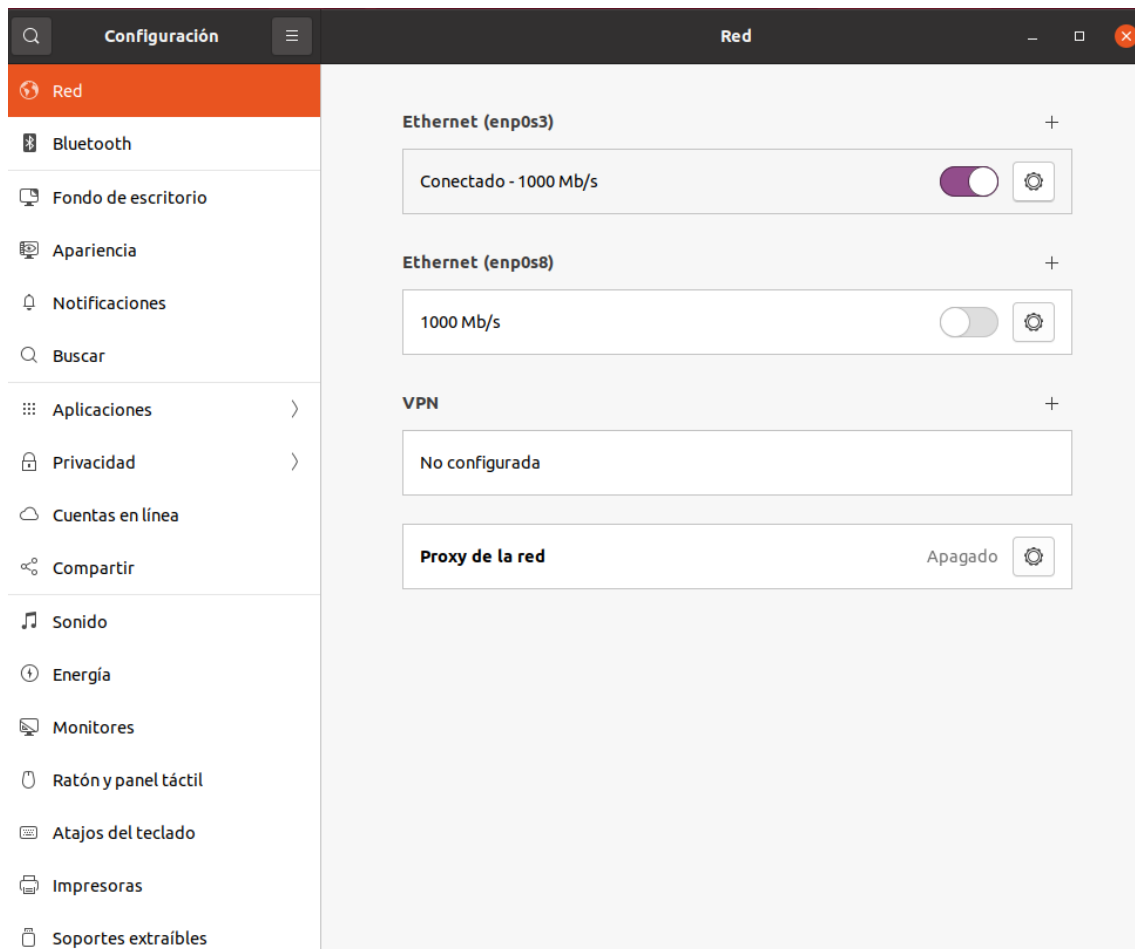 Configuración
Red
Red
Bluetooth
Fondo de escritorio
Apariencia
Notificaciones
Buscar
Aplicaciones
Privacidad
Cuentas en línea
Compartir
Sonido
Energía
Monitores
Ratón y panel táctil
Atajos del teclado
Impresoras
Soportes extraíbles
Ethernet (enp0s3)
Conectado - 1000 Mb/s
Ethernet (enp0s8)
1000 Mb/s
VPN
No configurada
Proxy de la red
Apagado